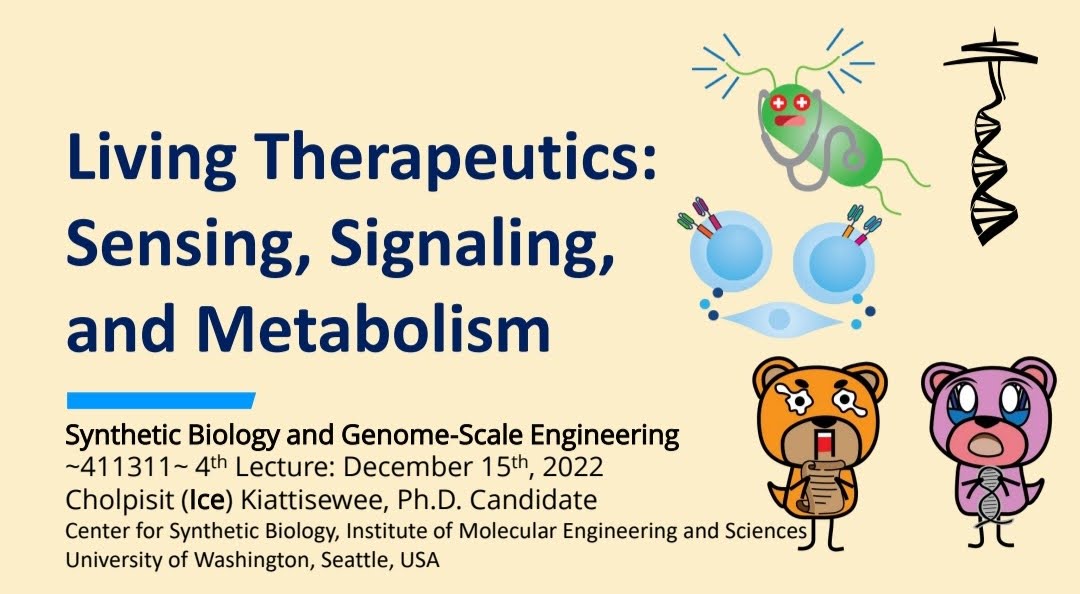 Living Therapeutics:
Sensing, Signaling,
and Metabolism
Synthetic Biology and Genome-Scale Engineering
~411311~ 4th Lecture: December 15th, 2022
Cholpisit (Ice) Kiattisewee, Ph.D. Candidate
Center for Synthetic Biology, Institute of Molecular Engineering and Sciences
University of Washington, Seattle, USA